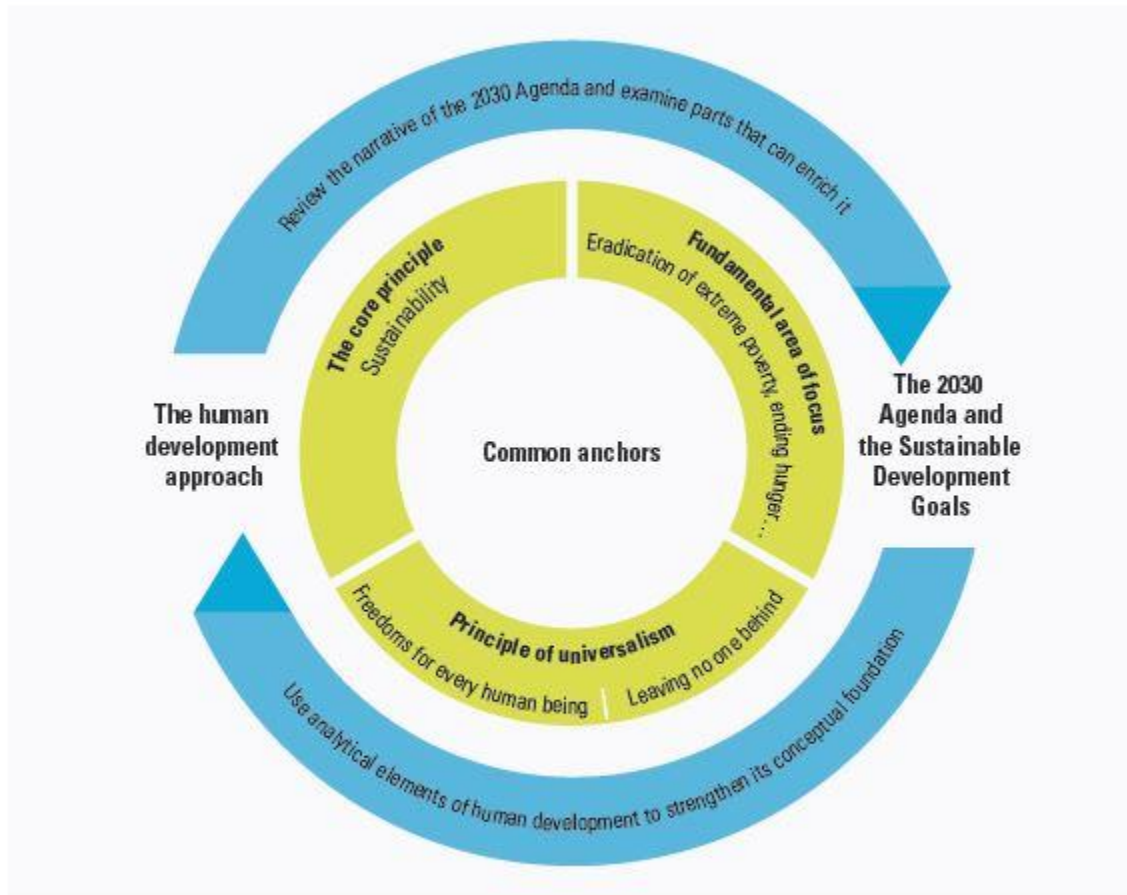 Review the narrative of the 2030 Agenda and examine parts that can enrich it
The core principle
Sustainability
Fundamental area of focus
Eradication of extreme poverty, ending hunger…
The human
development
approach
Common anchors
The 2030
Agenda and
the Sustainable
Development
Goals
Principle of universalism
Freedoms for every human being
Leaving no one behind
Use analytical elements of human development to strengthen its conceptual foundation